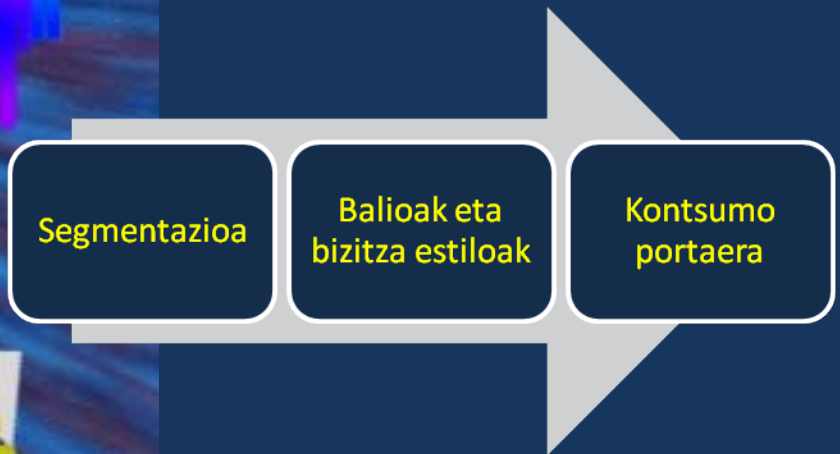 Segmentazioa
Balioak eta
bizitza estiloak
Kontsumo
portaera